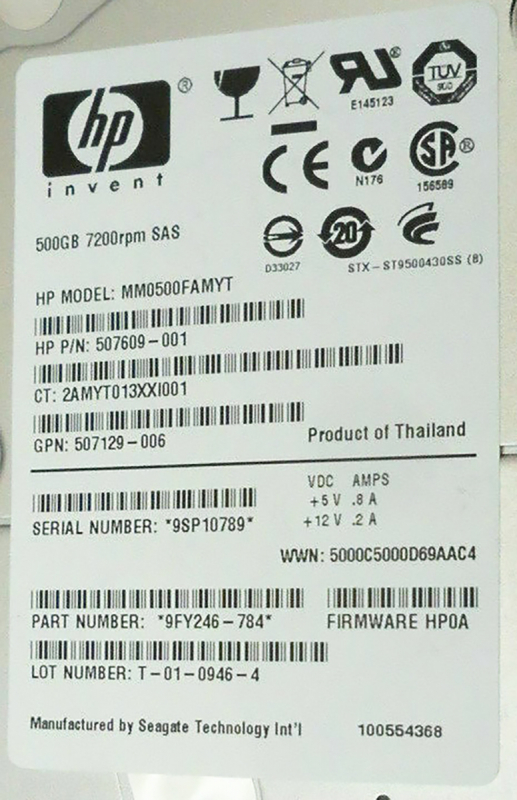 hp
®
invent
E145123
TUV
N176
SA ®
156589
D33027
20
STX-ST9500430SS (8)
500GB 7200rpm SAS
HP MODEL: MM0500FAMYT
HP P/N: 507609-001
CT: 2AMYT013XXI001
GPN: 507129-006
Product of Thailand
VDC AMPS
+5 V .8 A
+12 V .2 A
SERIAL NUMBER: *9SP10789*
WWN: 5000C5000D69AAC4
PART NUMBER: *9FY246-784*
FIRMWARE HP0A
LOT NUMBER: T-01-0946-4
Manufactured by Seagate Technology Int'l
100554368